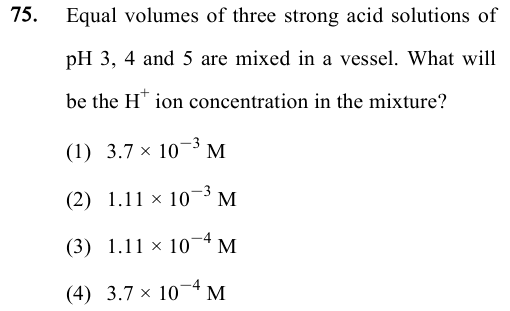 75. Equal volumes of three strong acid solutions of
pH 3, 4 and 5 are mixed in a vessel. What will
be the H⁺ ion concentration in the mixture?
(1) 3.7 × 10⁻³ M
(2) 1.11 × 10⁻³ M
(3) 1.11 × 10⁻⁴ M
(4) 3.7 × 10⁻⁴ M